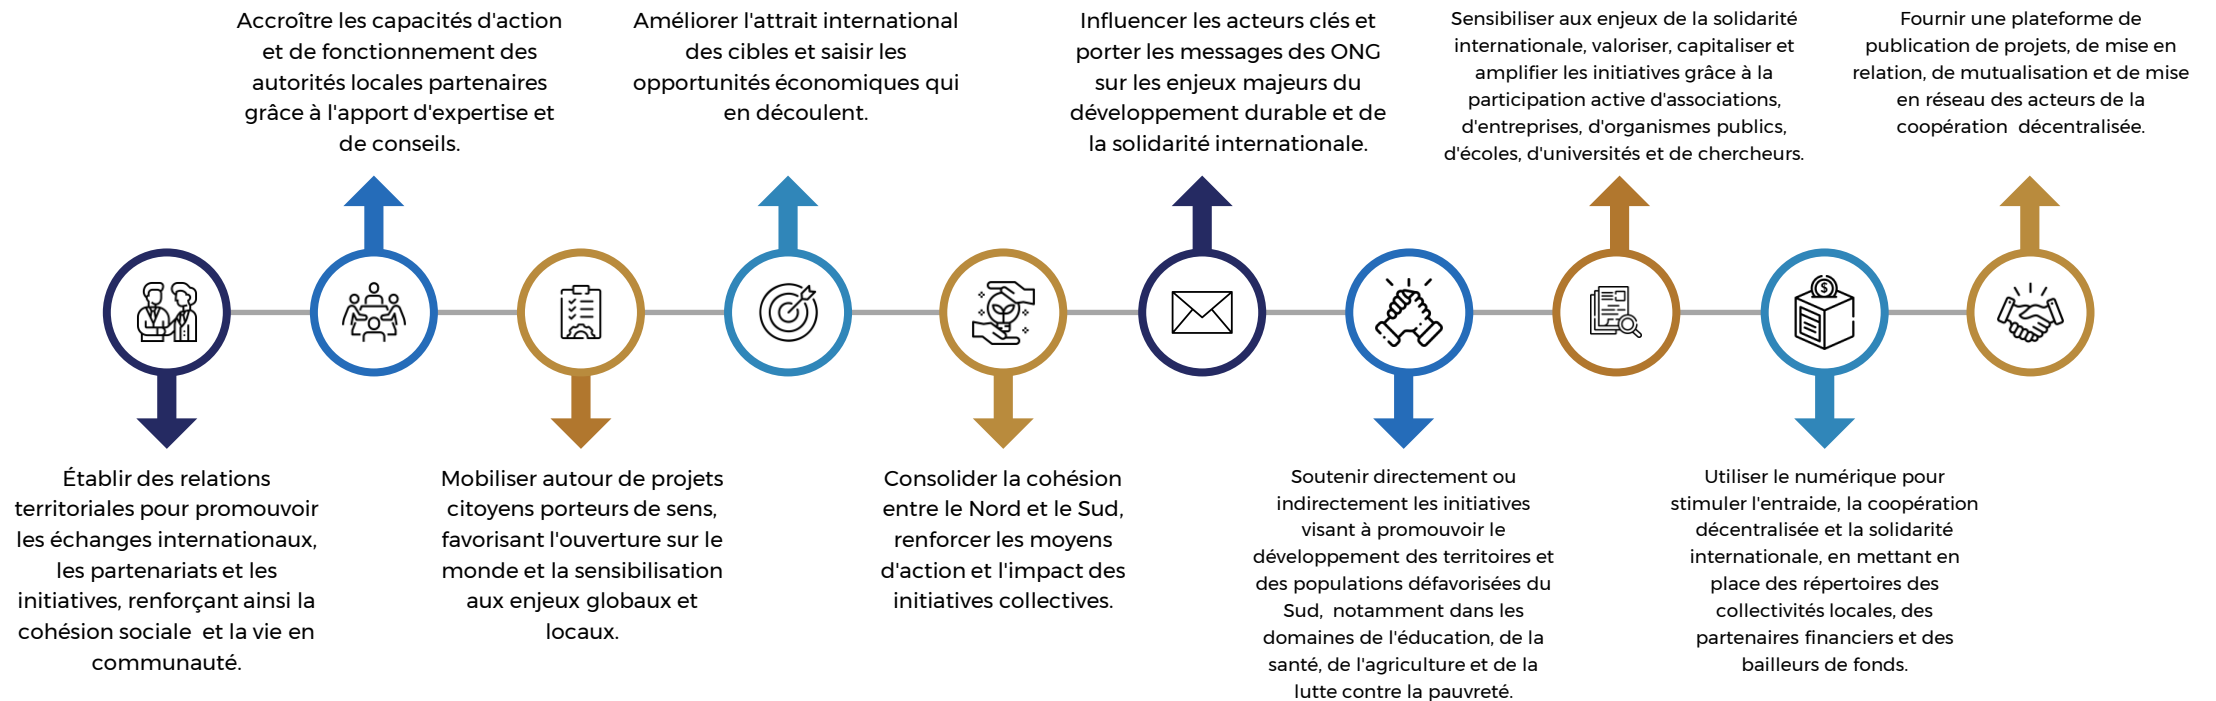 Accroître les capacités d'action
et de fonctionnement des
autorités locales partenaires
grâce à l'apport d'expertise et
de conseils.
Améliorer l'attrait international
des cibles et saisir les
opportunités économiques qui
en découlent.
Influencer les acteurs clés et
porter les messages des ONG
sur les enjeux majeurs du
développement durable et de
la solidarité internationale.
Sensibiliser aux enjeux de la solidarité
internationale, valoriser, capitaliser et
amplifier les initiatives grâce à la
participation active d'associations,
d'entreprises, d'organismes publics,
d'écoles, d'universités et de chercheurs.
Fournir une plateforme de
publication de projets, de mise en
relation, de mutualisation et de mise
en réseau des acteurs de la
coopération décentralisée.
$
Établir des relations
territoriales pour promouvoir
les échanges internationaux,
les partenariats et les
initiatives, renforçant ainsi la
cohésion sociale et la vie en
communauté.
Mobiliser autour de projets
citoyens porteurs de sens,
favorisant l'ouverture sur le
monde et la sensibilisation
aux enjeux globaux et
locaux.
Consolider la cohésion
entre le Nord et le Sud,
renforcer les moyens
d'action et l'impact des
initiatives collectives.
Soutenir directement ou
indirectement les initiatives
visant à promouvoir le
développement des territoires et
des populations défavorisées du
Sud, notamment dans les
domaines de l'éducation, de la
santé, de l'agriculture et de la
lutte contre la pauvreté.
Utiliser le numérique pour
stimuler l'entraide, la coopération
décentralisée et la solidarité
internationale, en mettant en
place des répertoires des
collectivités locales, des
partenaires financiers et des
bailleurs de fonds.